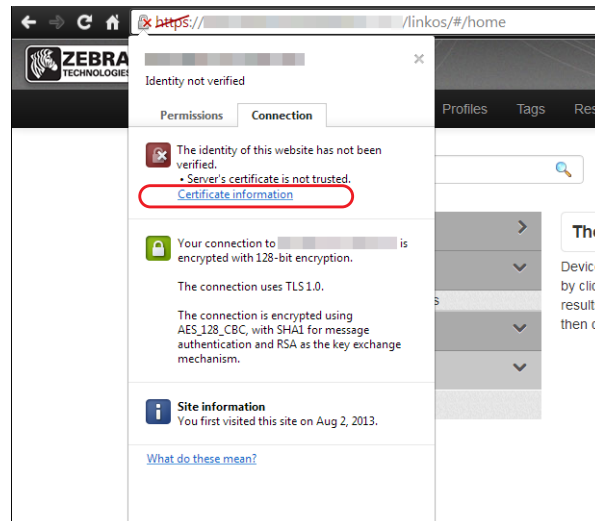 https:// /linkos/#/home
ZEBRA
TECHNOLOGIES
Identity not verified
Permissions Connection
Profiles Tags Res
The identity of this website has not been
verified.
• Server's certificate is not trusted.
Certificate information
Your connection to is
encrypted with 128-bit encryption.
The connection uses TLS 1.0.
The connection is encrypted using
AES_128_CBC, with SHA1 for message
authentication and RSA as the key exchange
mechanism.
Site information
You first visited this site on Aug 2, 2013.
What do these mean?
s
The
Device
by clic
result
then c